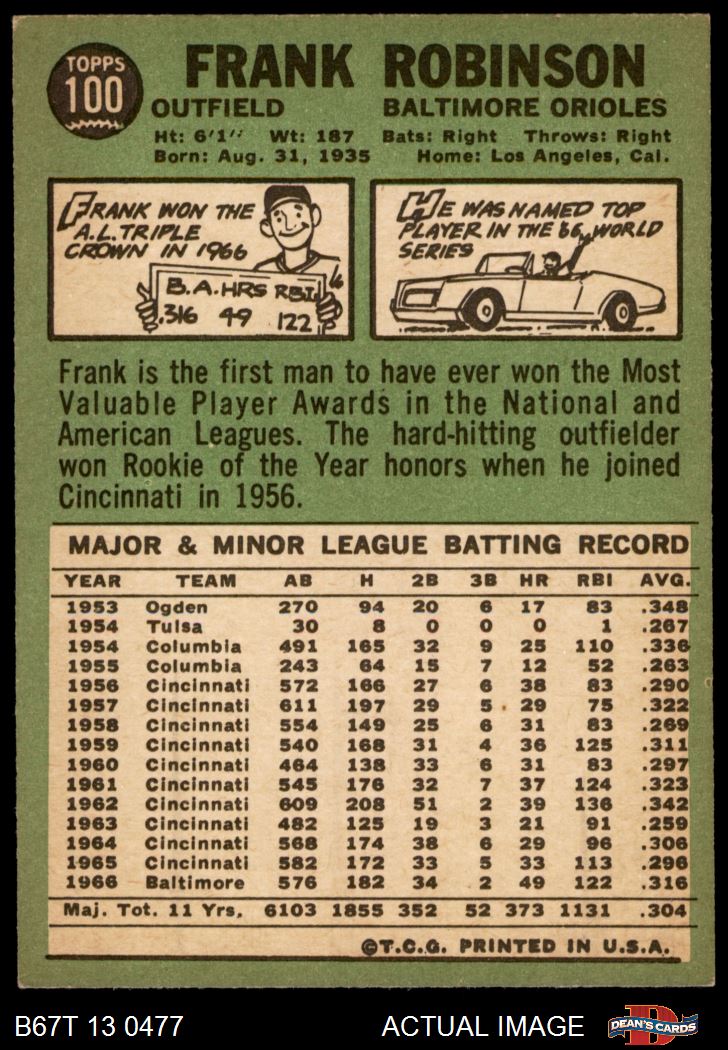 TOPPS
100
FRANK ROBINSON
OUTFIELD BALTIMORE ORIOLES
Ht: 6'1" Wt: 187 Bats: Right Throws: Right
Born: Aug. 31, 1935 Home: Los Angeles, Cal.
FRANK WON THE
A.L. TRIPLE
CROWN IN 1966
B.A. HRS RBI
.316 49 122
HE WAS NAMED TOP
PLAYER IN THE 66 WORLD
SERIES
Frank is the first man to have ever won the Most
Valuable Player Awards in the National and
American Leagues. The hard-hitting outfielder
won Rookie of the Year honors when he joined
Cincinnati in 1956.
MAJOR & MINOR LEAGUE BATTING RECORD
YEAR TEAM AB H 2B 3B HR RBI AVG.
1953 Ogden 270 94 20 6 17 83 .348
1954 Tulsa 30 8 0 0 0 1 .267
1954 Columbia 491 165 32 9 25 110 .336
1955 Columbia 243 64 15 7 12 52 .263
1956 Cincinnati 572 166 27 6 38 83 .290
1957 Cincinnati 611 197 29 5 29 75 .322
1958 Cincinnati 554 149 25 6 31 83 .269
1959 Cincinnati 540 168 31 4 36 125 .311
1960 Cincinnati 464 138 33 6 31 83 .297
1961 Cincinnati 545 176 32 7 37 124 .323
1962 Cincinnati 609 208 51 2 39 136 .342
1963 Cincinnati 482 125 19 3 21 91 .259
1964 Cincinnati 568 174 38 6 29 96 .306
1965 Cincinnati 582 172 33 5 33 113 .296
1966 Baltimore 576 182 34 2 49 122 .316
Maj. Tot. 11 Yrs. 6103 1855 352 52 373 1131 .304
©T.C.G. PRINTED IN U.S.A.
B67T 13 0477 ACTUAL IMAGE
D
DEAN'S CARDS